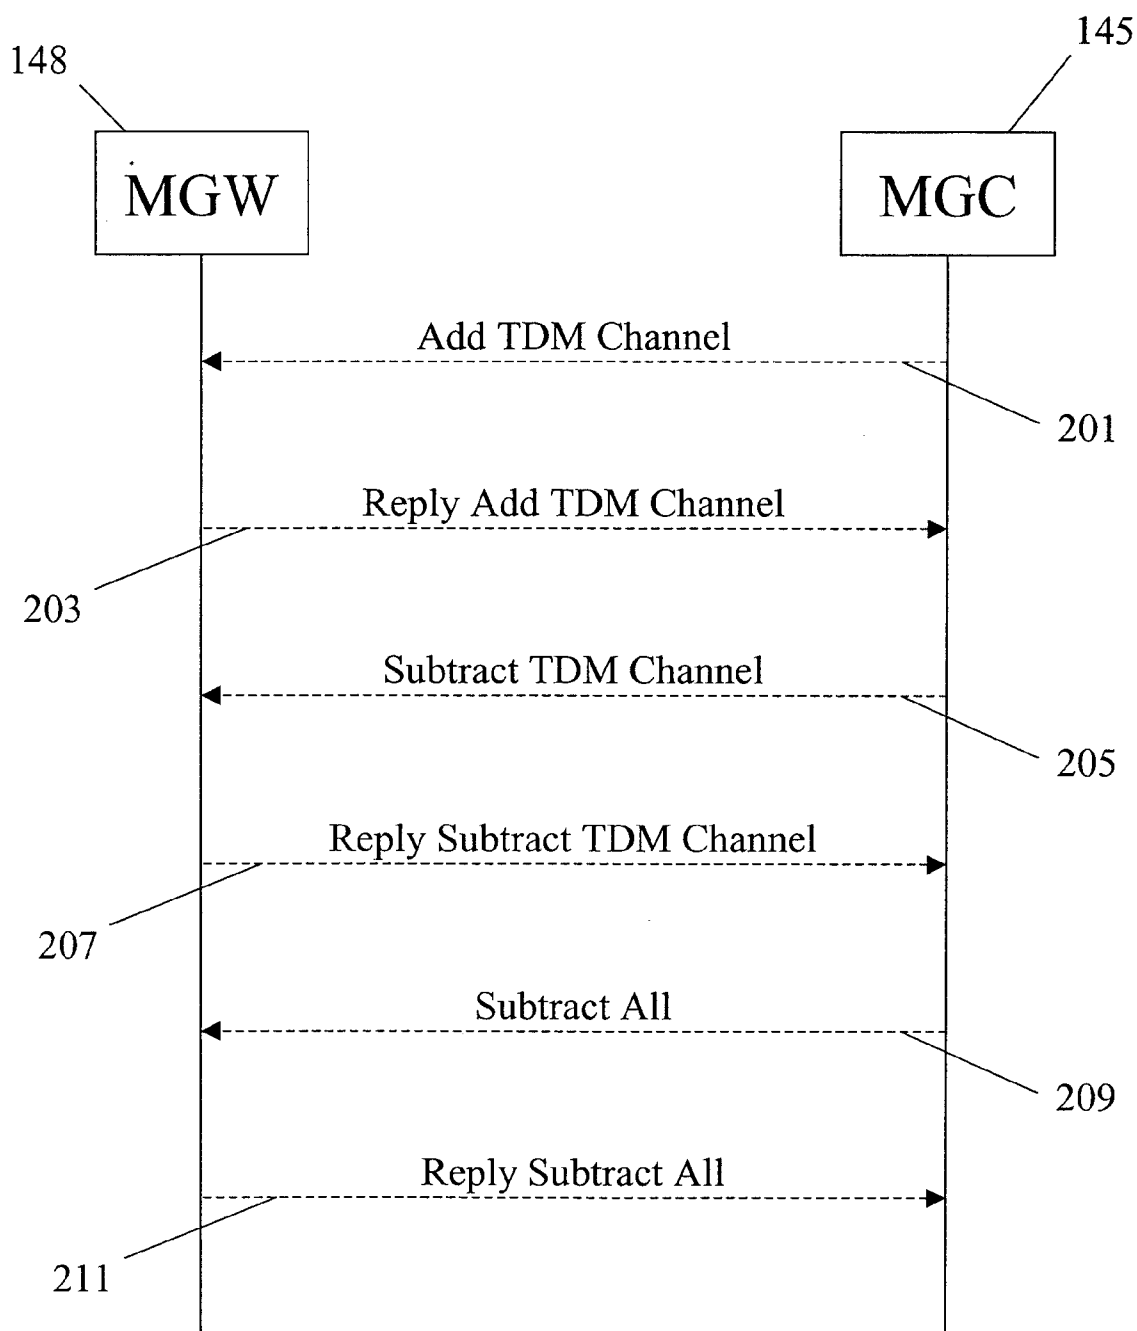 145
148
MGW
MGC
Add TDM Channel
201
Reply Add TDM Channel
203
Subtract TDM Channel
205
Reply Subtract TDM Channel
207
Subtract All
209
Reply Subtract All
211